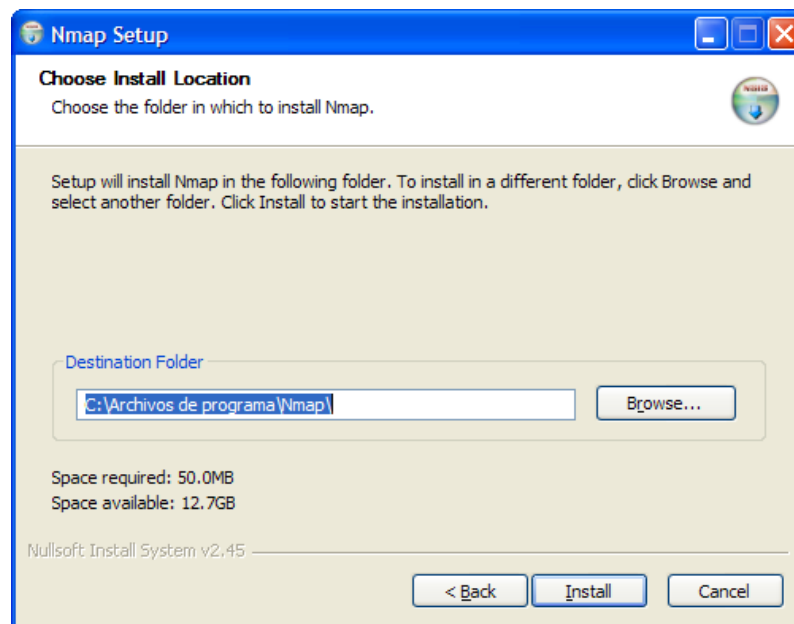 Nmap Setup
Choose Install Location
Choose the folder in which to install Nmap.
NMAP
Setup will install Nmap in the following folder. To install in a different folder, click Browse and
select another folder. Click Install to start the installation.
Destination Folder
C:\Archivos de programa\Nmap\
Browse...
Space required: 50.0MB
Space available: 12.7GB
Nullsoft Install System v2.45
< Back
Install
Cancel